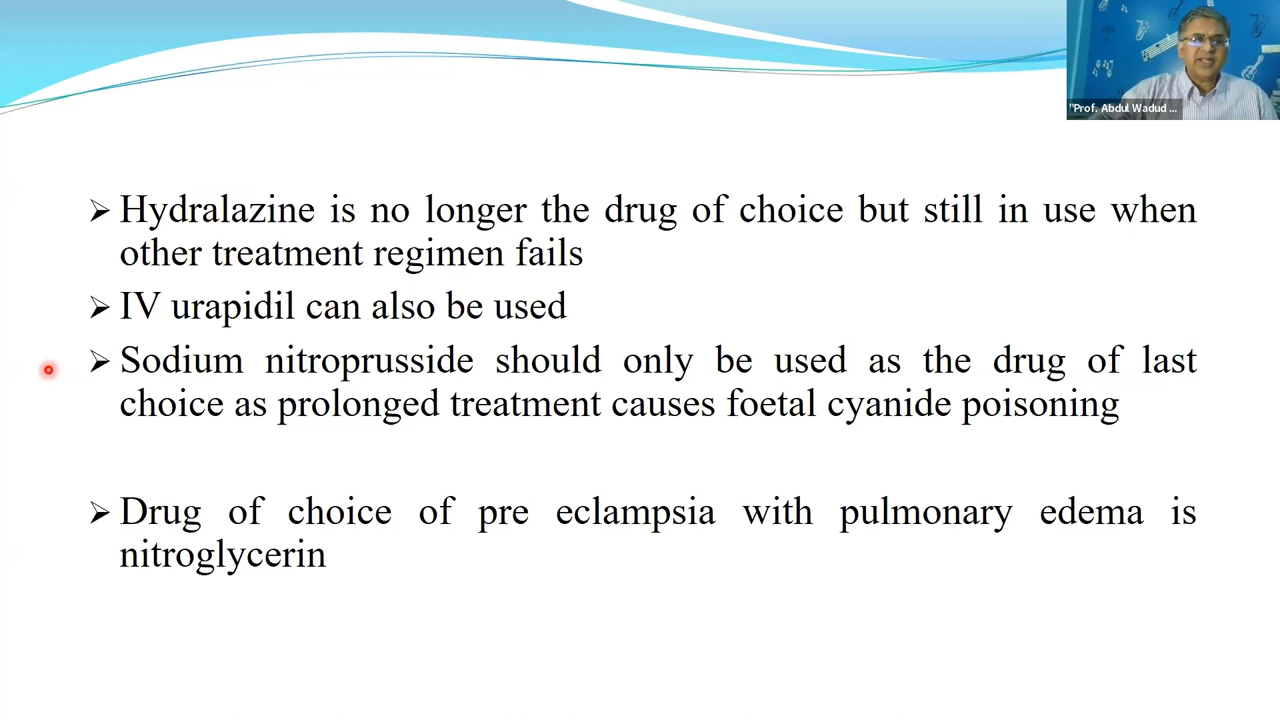 "Prof. Abdul Wadud ...
➢ Hydralazine is no longer the drug of choice but still in use when
other treatment regimen fails
➢ IV urapidil can also be used
➢ Sodium nitroprusside should only be used as the drug of last
choice as prolonged treatment causes foetal cyanide poisoning
➢ Drug of choice of pre eclampsia with pulmonary edema is
nitroglycerin